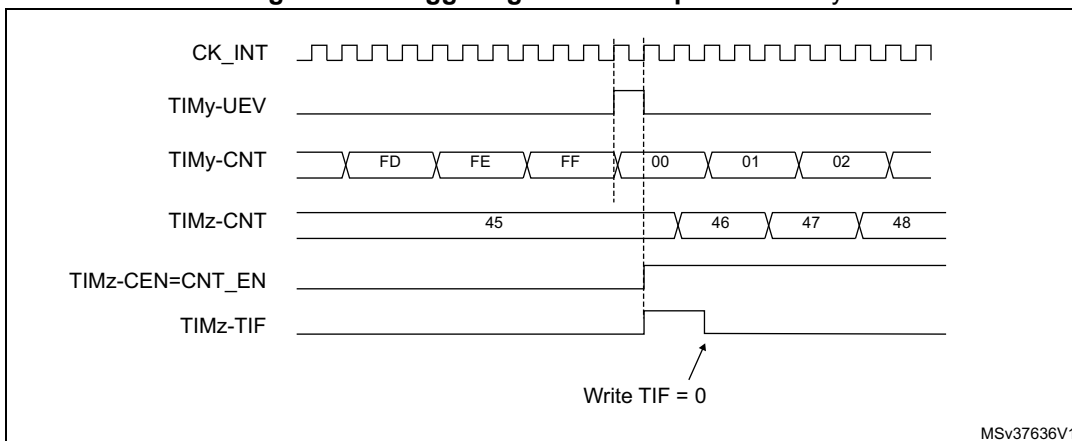 CK_INT
TIMy-UEV
TIMy-CNT FD FE FF 00 01 02
TIMz-CNT 45 46 47 48
TIMz-CEN=CNT_EN
TIMz-TIF
Write TIF = 0
MSv37636V1